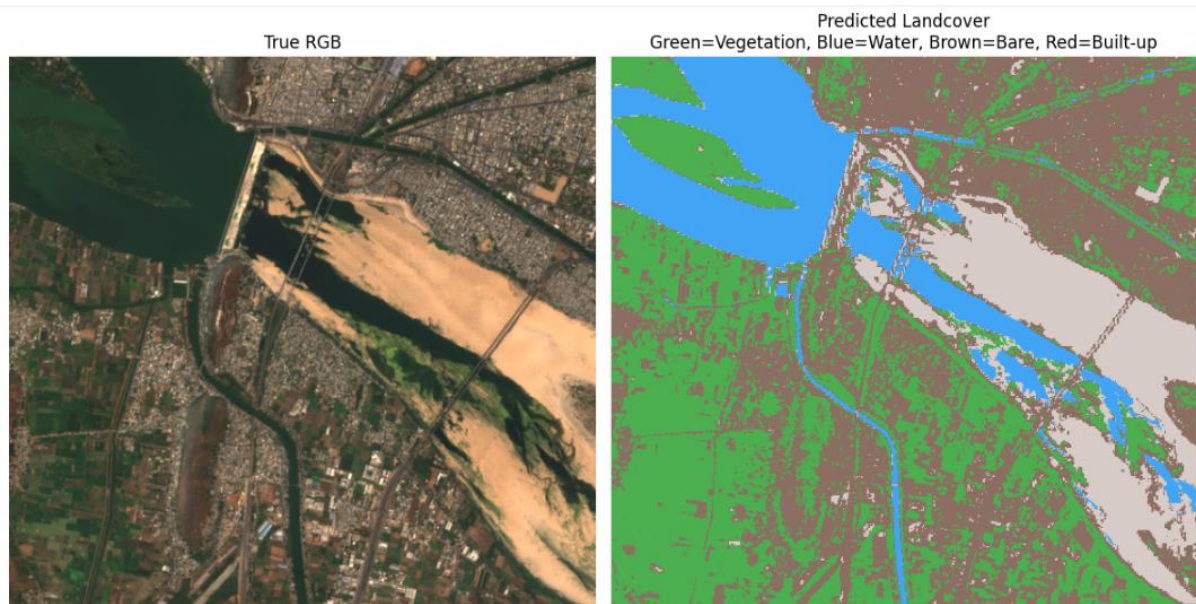 True RGB
Predicted Landcover
Green=Vegetation, Blue=Water, Brown=Bare, Red=Built-up